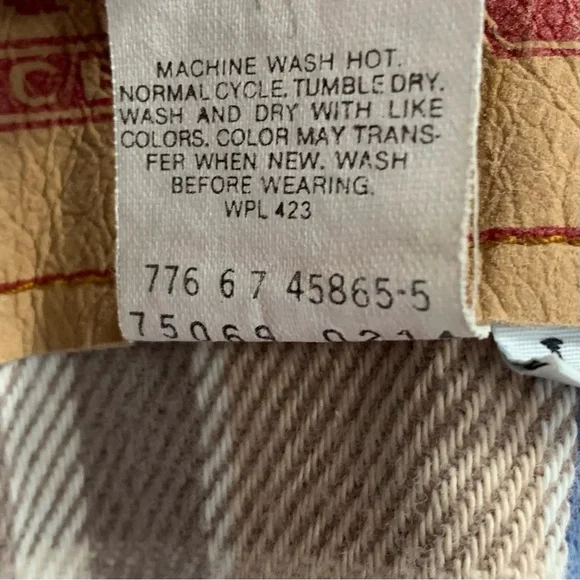 MACHINE WASH HOT.
NORMAL CYCLE. TUMBLE DRY.
WASH AND DRY WITH LIKE
COLORS. COLOR MAY TRANS-
FER WHEN NEW. WASH
BEFORE WEARING.
WPL 423
776 6 7 45865-5
75069